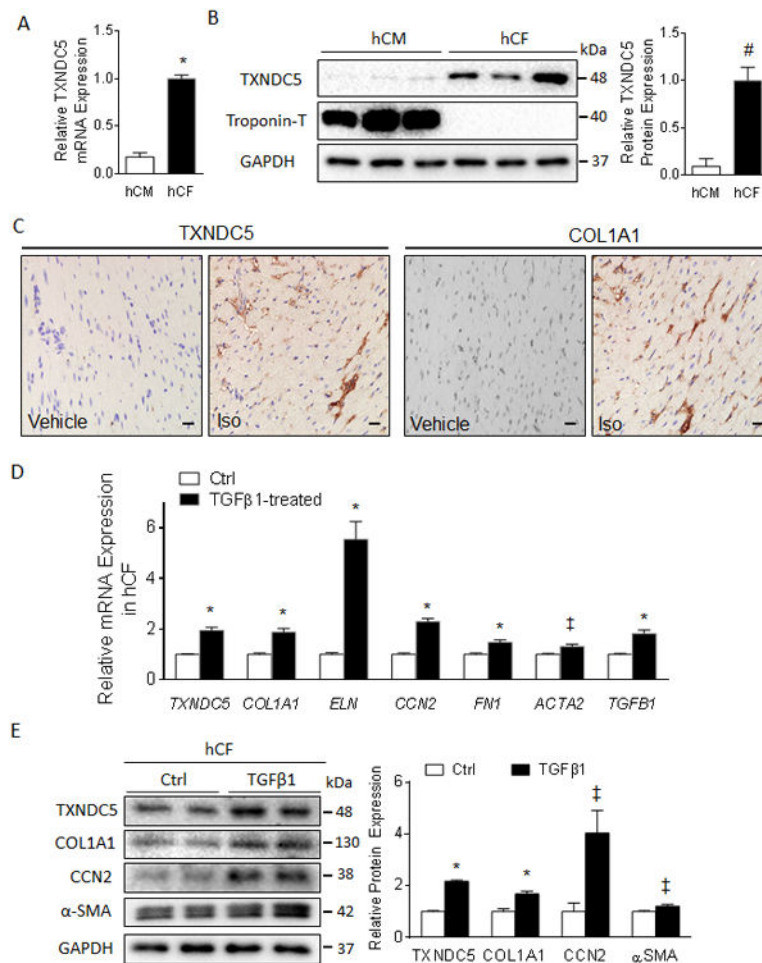 A
Relative TXNDC5
mRNA Expression
1.5
1.0
0.5
0.0
*
hCM hCF
B
hCM hCF
kDa
TXNDC5
48
Troponin-T
40
GAPDH
37
Relative TXNDC5
Protein Expression
1.5
1.0
0.5
0.0
#
hCM hCF
C
TXNDC5 COL1A1
Vehicle Iso Vehicle Iso
D
Ctrl
TGFβ1-treated
Relative mRNA Expression
in hCF
6
4
2
0
* * * * * ‡ *
TXNDC5 COL1A1 ELN CCN2 FN1 ACTA2 TGFB1
E
hCF
Ctrl TGFβ1 kDa
TXNDC5
48
COL1A1
130
CCN2
38
α-SMA
42
GAPDH
37
Relative Protein Expression
Ctrl TGFβ1
6
4
2
0
* * ‡ ‡
TXNDC5 COL1A1 CCN2 αSMA